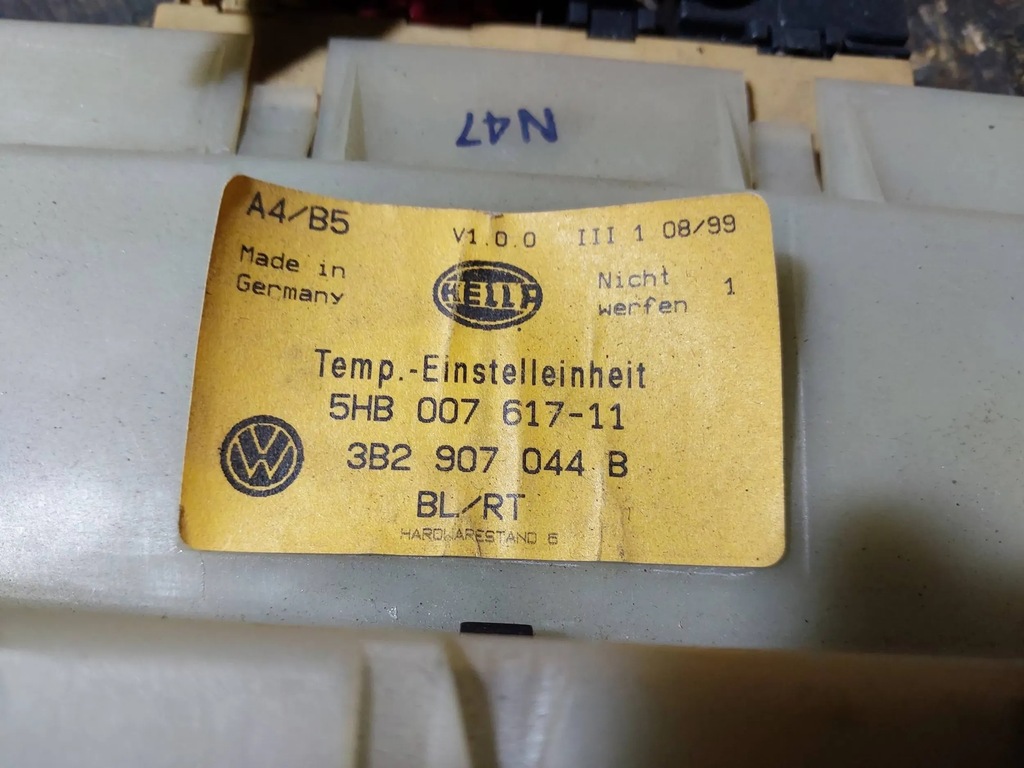 N47
A4/B5
V1.0.0 III 1 08/99
Made in
Germany
HELLA
Nicht
werfen 1
Temp.-Einstelleinheit
5HB 007 617-11
VW
3B2 907 044 B
BL/RT
HARDWARESTAND 6